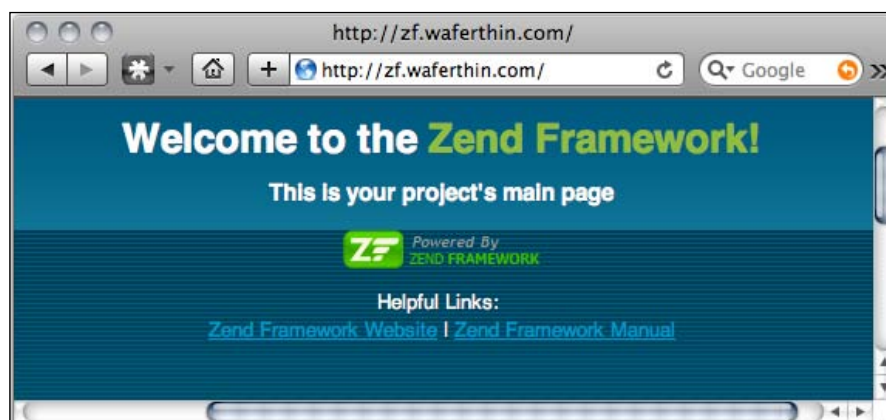 http://zf.waferthin.com/
http://zf.waferthin.com/
Google
Welcome to the Zend Framework!
This is your project's main page
ZF Powered By
ZEND FRAMEWORK
Helpful Links:
Zend Framework Website | Zend Framework Manual